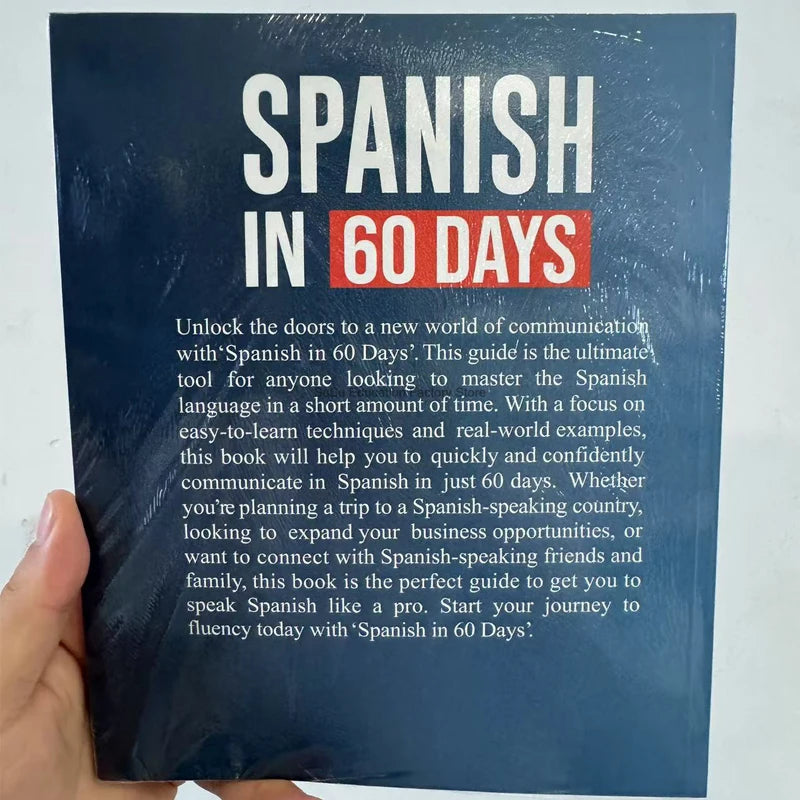 SPANISH
IN 60 DAYS
Unlock the doors to a new world of communication
with‘Spanish in 60 Days’. This guide is the ultimate
tool for anyone looking to master the Spanish
language in a short amount of time. With a focus on
easy-to-learn techniques and real-world examples,
this book will help you to quickly and confidently
communicate in Spanish in just 60 days. Whether
you’re planning a trip to a Spanish-speaking country,
looking to expand your business opportunities, or
want to connect with Spanish-speaking friends and
family, this book is the perfect guide to get you to
speak Spanish like a pro. Start your journey to
fluency today with ‘Spanish in 60 Days’.